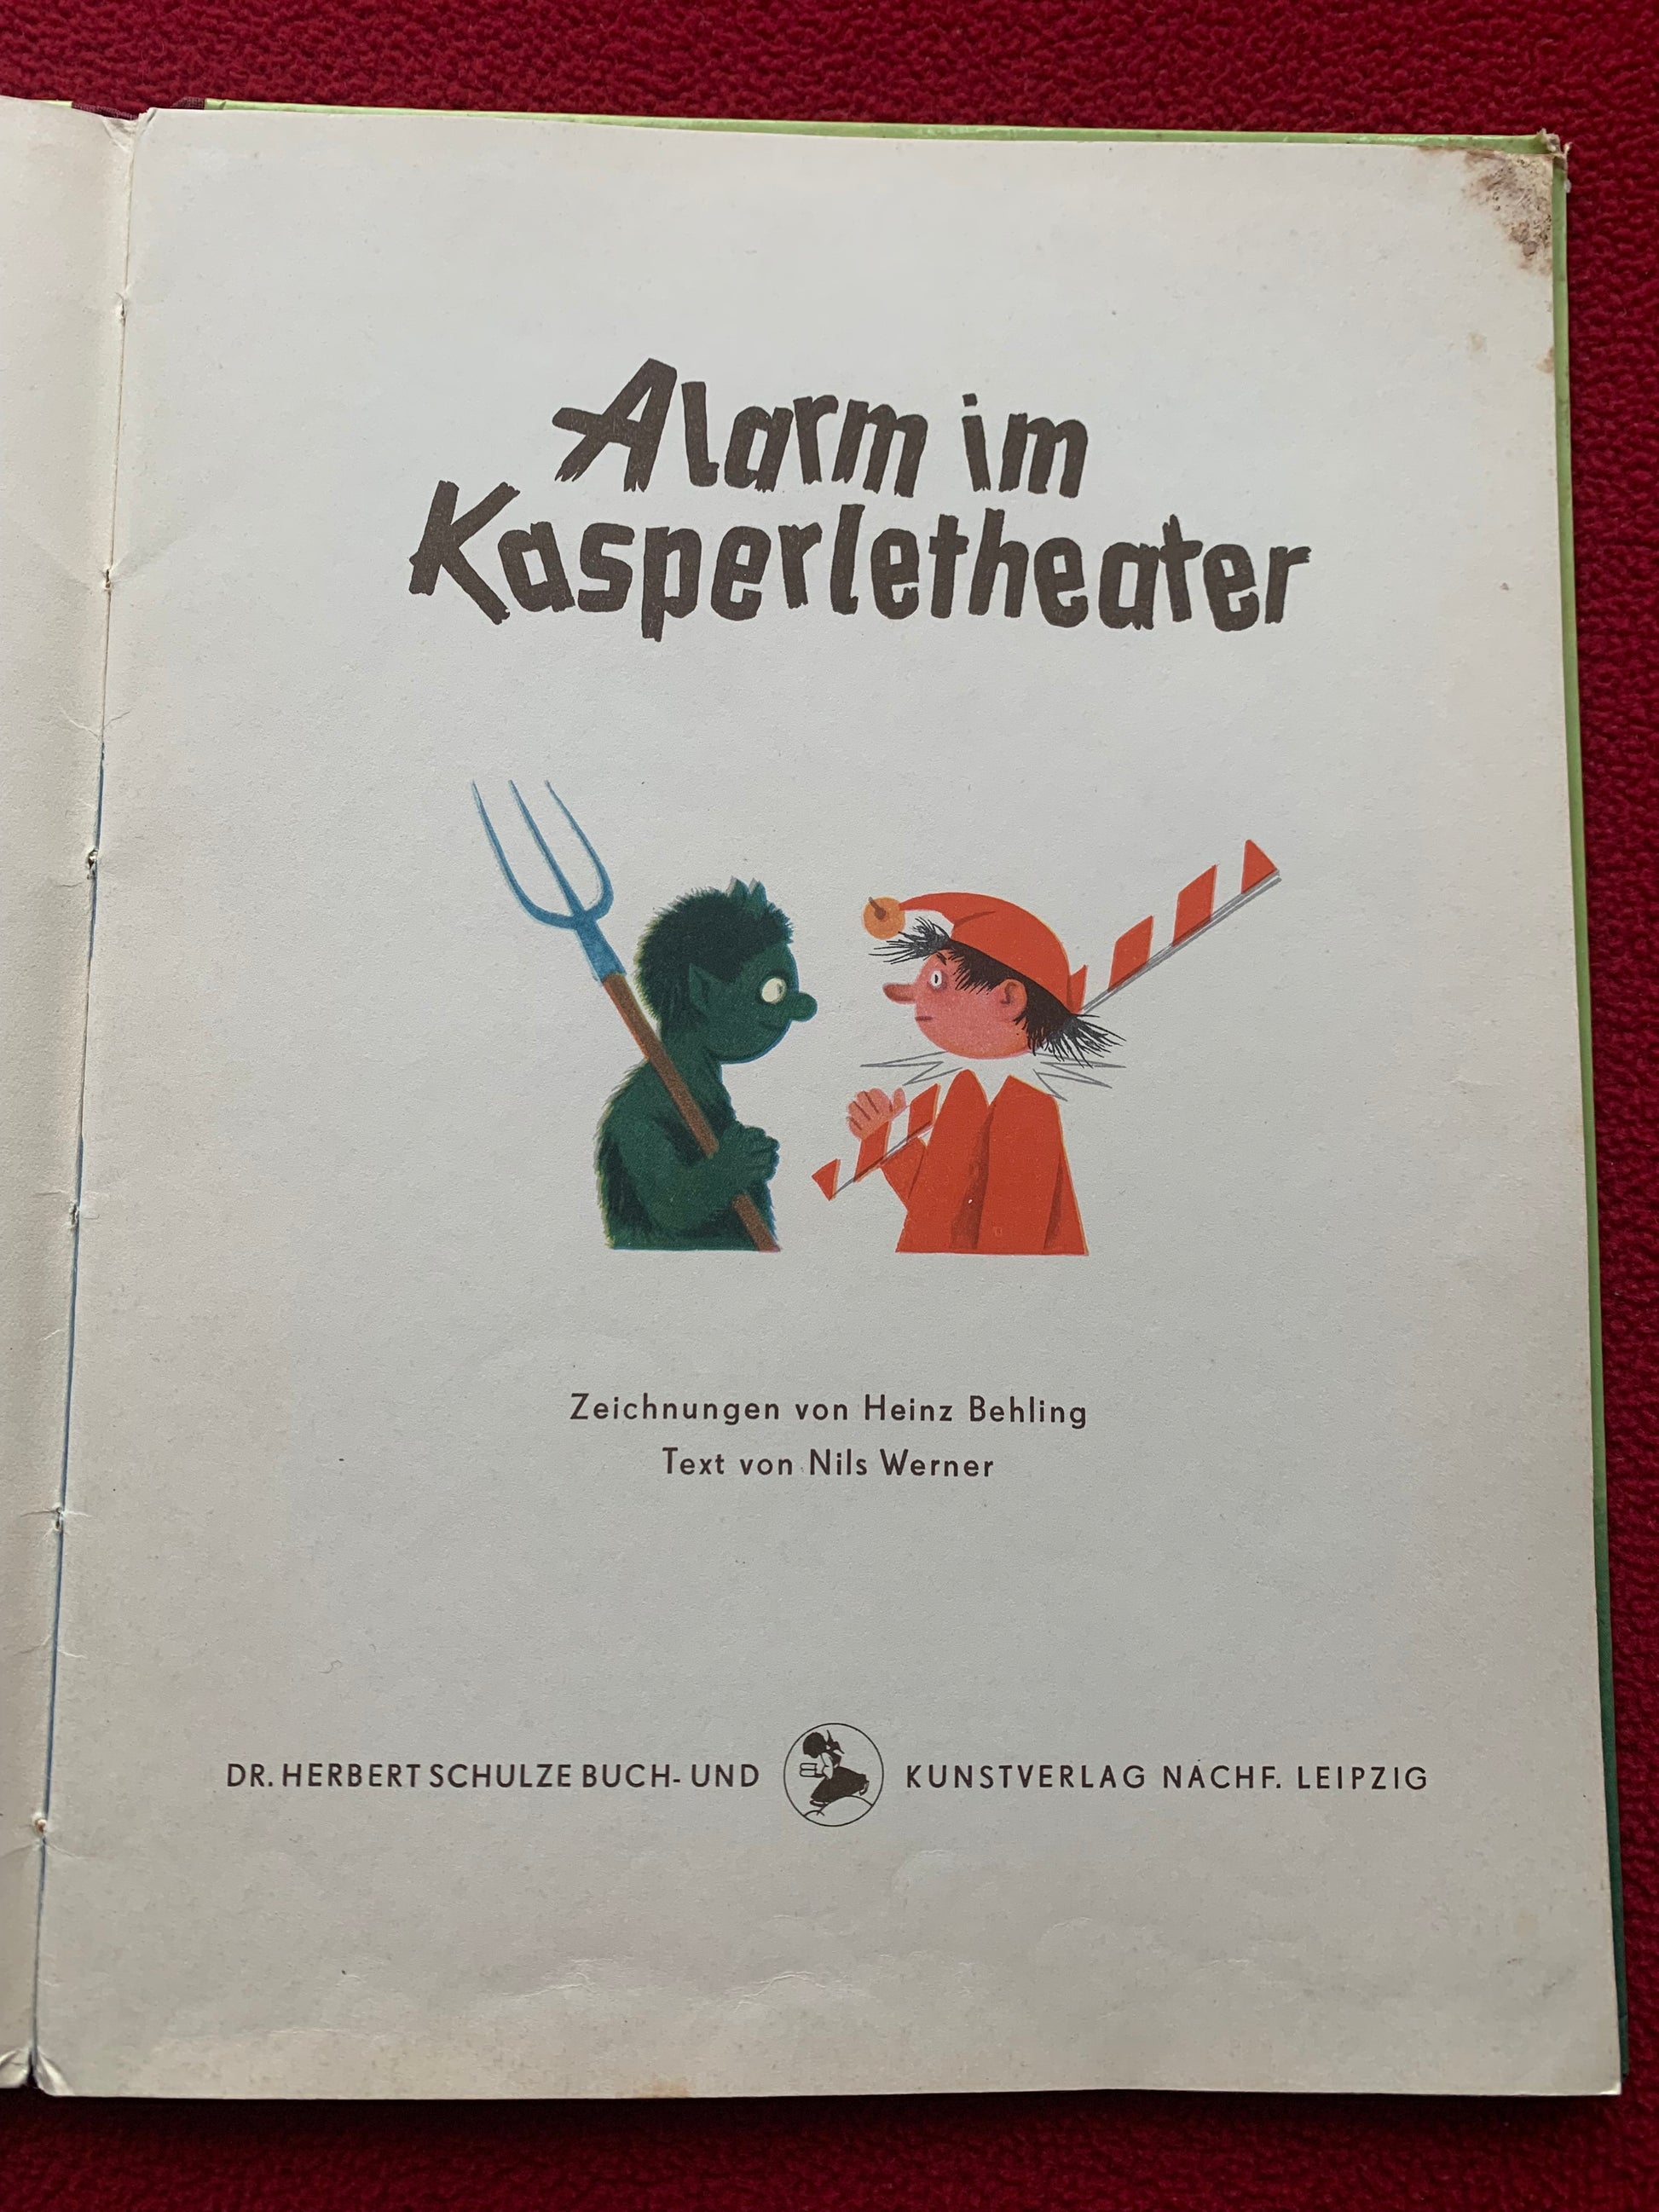 Alarm im
Kasperletheater
Zeichnungen von Heinz Behling
Text von Nils Werner
DR. HERBERT SCHULZE BUCH- UND KUNSTVERLAG NACHF. LEIPZIG